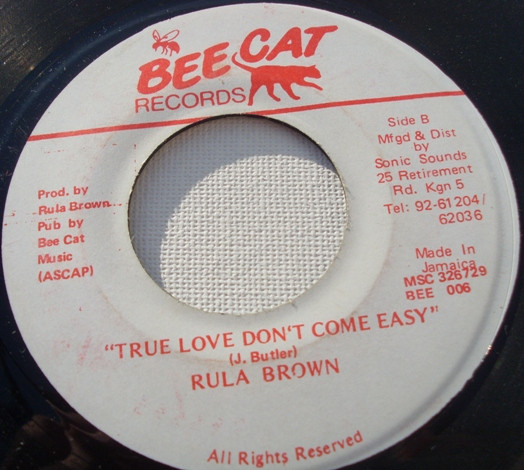 BEE CAT
RECORDS
Side B
Mfgd & Dist
by
Sonic Sounds
25 Retirement
Rd. Kgn 5
Tel: 92-61204/
62036
Prod. by
Rula Brown
Pub by
Bee Cat
Music
(ASCAP)
Made In
Jamaica
MSC 326729
BEE 006
"TRUE LOVE DON'T COME EASY"
(J. Butler)
RULA BROWN
All Rights Reserved